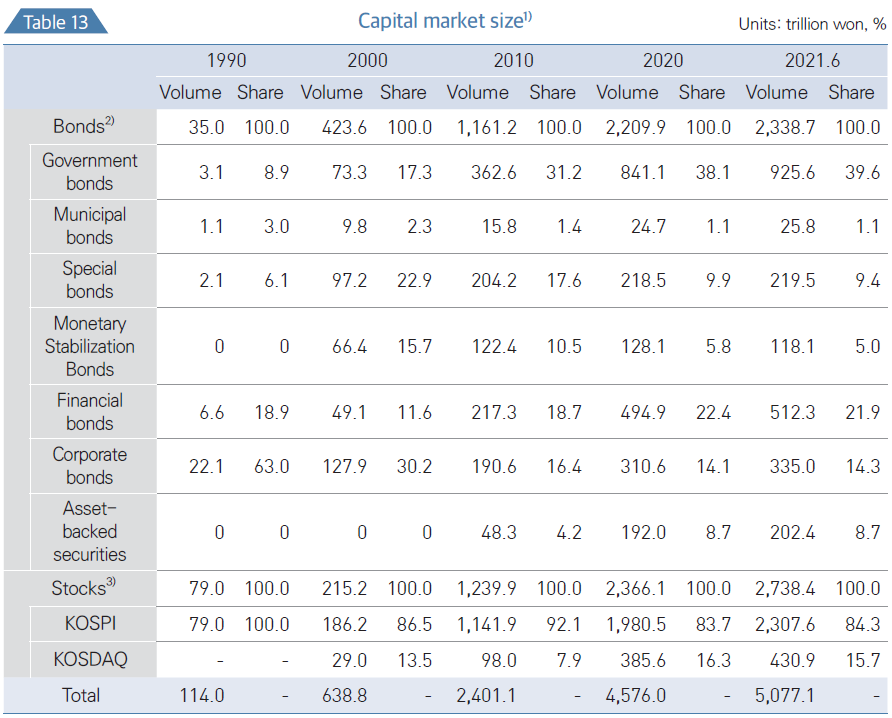 Table 13 Capital market size1) Units: trillion won, %
1990 2000 2010 2020 2021.6
Volume Share Volume Share Volume Share Volume Share Volume Share
Bonds2) 35.0 100.0 423.6 100.0 1,161.2 100.0 2,209.9 100.0 2,338.7 100.0
Government
bonds 3.1 8.9 73.3 17.3 362.6 31.2 841.1 38.1 925.6 39.6
Municipal
bonds 1.1 3.0 9.8 2.3 15.8 1.4 24.7 1.1 25.8 1.1
Special
bonds 2.1 6.1 97.2 22.9 204.2 17.6 218.5 9.9 219.5 9.4
Monetary
Stabilization 0 0 66.4 15.7 122.4 10.5 128.1 5.8 118.1 5.0
Bonds
Financial
bonds 6.6 18.9 49.1 11.6 217.3 18.7 494.9 22.4 512.3 21.9
Corporate
bonds 22.1 63.0 127.9 30.2 190.6 16.4 310.6 14.1 335.0 14.3
Asset-
backed 0 0 0 0 48.3 4.2 192.0 8.7 202.4 8.7
securities
Stocks3) 79.0 100.0 215.2 100.0 1,239.9 100.0 2,366.1 100.0 2,738.4 100.0
KOSPI 79.0 100.0 186.2 86.5 1,141.9 92.1 1,980.5 83.7 2,307.6 84.3
KOSDAQ - - 29.0 13.5 98.0 7.9 385.6 16.3 430.9 15.7
Total 114.0 - 638.8 - 2,401.1 - 4,576.0 - 5,077.1 -